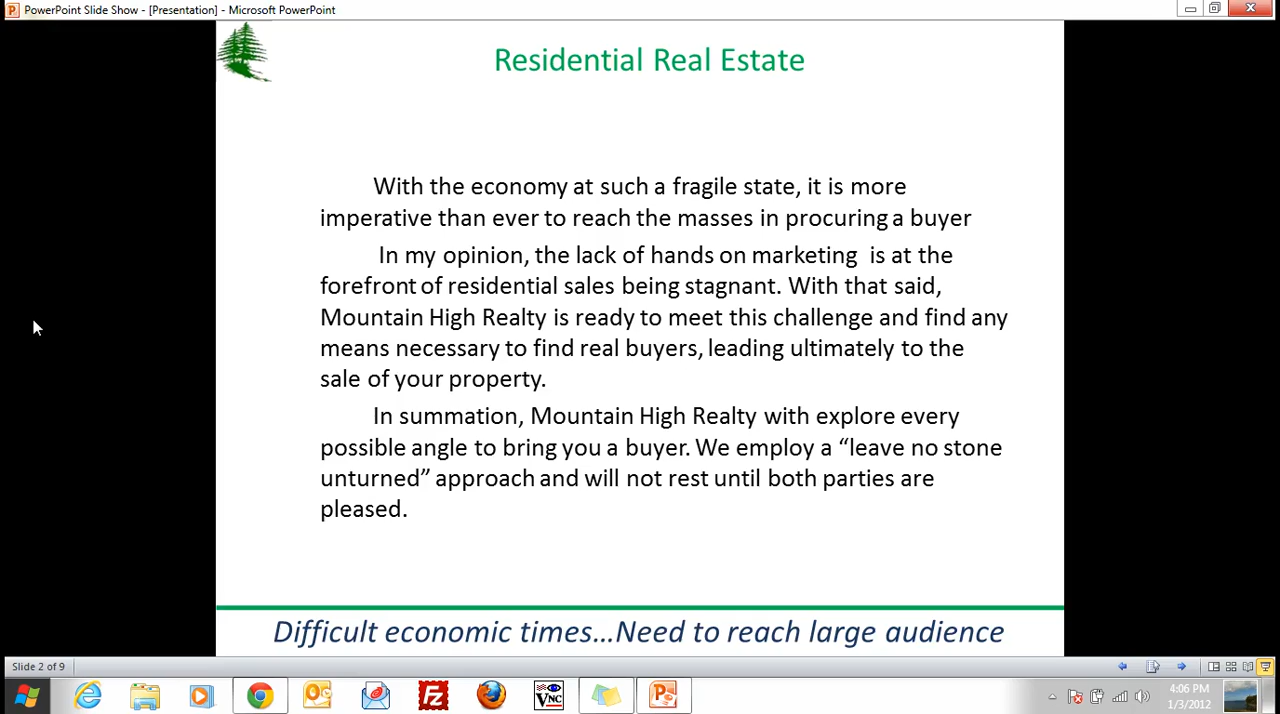 PowerPoint Slide Show - [Presentation] - Microsoft PowerPoint
Residential Real Estate
With the economy at such a fragile state, it is more
imperative than ever to reach the masses in procuring a buyer
In my opinion, the lack of hands on marketing  is at the
forefront of residential sales being stagnant. With that said,
Mountain High Realty is ready to meet this challenge and find any
means necessary to find real buyers, leading ultimately to the
sale of your property.
In summation, Mountain High Realty with explore every
possible angle to bring you a buyer. We employ a “leave no stone
unturned” approach and will not rest until both parties are
pleased.
Difficult economic times...Need to reach large audience
Slide 2 of 9
4:06 PM
1/3/2012
FZ
VNC